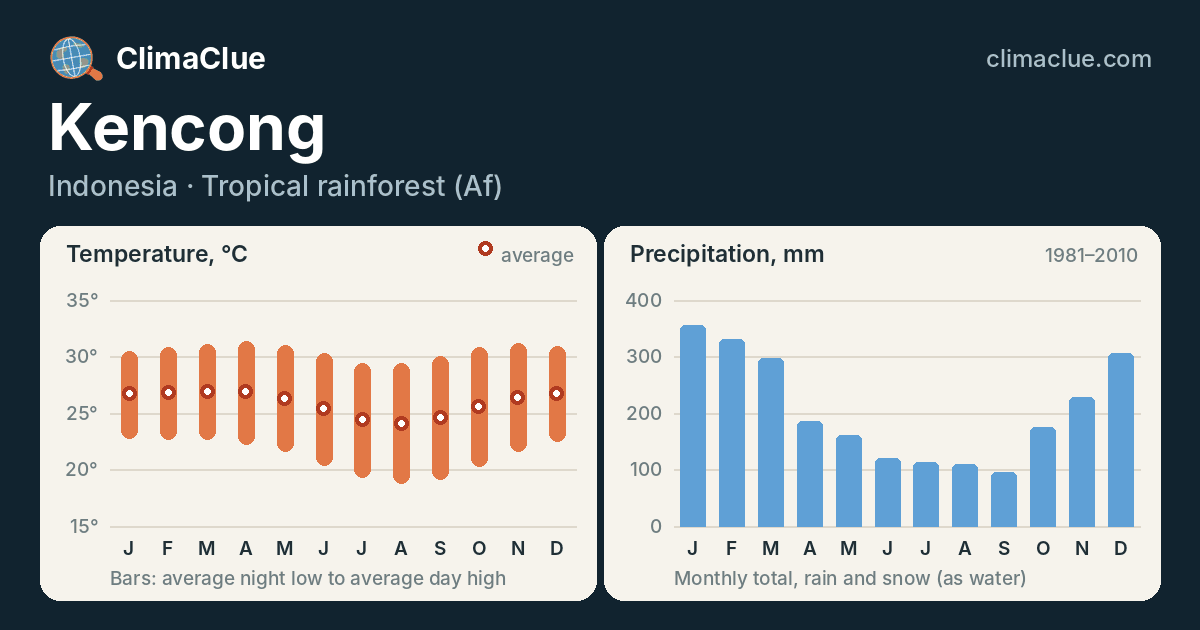 ClimaClue
climaclue.com
Kencong
Indonesia · Tropical rainforest (Af)
Temperature, °C
average
35°
30°
25°
20°
15°
J F M A M J J A S O N D
Bars: average night low to average day high
Precipitation, mm
1981–2010
400
300
200
100
0
J F M A M J J A S O N D
Monthly total, rain and snow (as water)